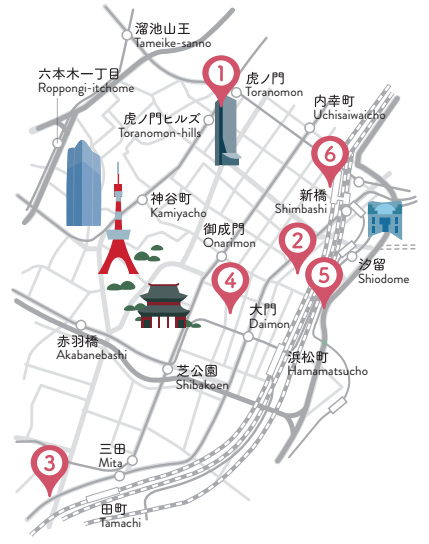 溜池山王
Tameike-sanno
六本木一丁目
Roppongi-itchome
1
虎ノ門
Toranomon
虎ノ門ヒルズ
Toranomon-hills
内幸町
Uchisaiwaicho
6
神谷町
Kamiyacho
新橋
Shimbashi
御成門
Onarimon
2
汐留
Shiodome
4
5
大門
Daimon
赤羽橋
Akabanebashi
浜松町
Hamamatsucho
芝公園
Shibakoen
三田
Mita
3
田町
Tamachi